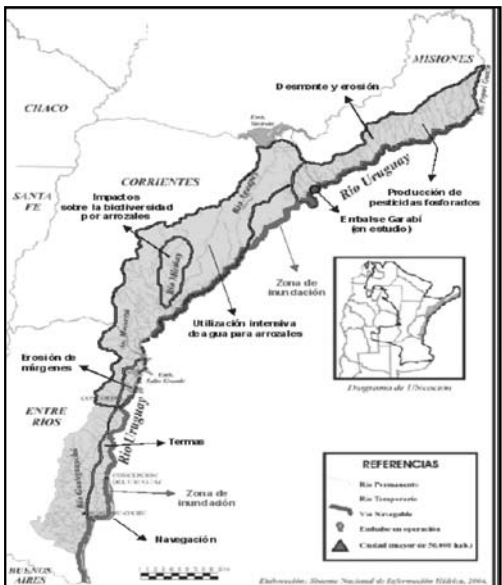 MISIONES
Desmonte y erosión
CHACO
CORRIENTES
SANTA
FE
Río Uruguay
Producción de
pesticidas fosforados
Impactos
sobre la biodiversidad
por arrozales
Embalse Garabí
(en estudio)
Zona de
inundación
Utilización intensiva
de agua para arrozales
Erosión de
márgenes
Diagrama de Ubicación
ENTRE
RÍOS
Río Uruguay
Termas
Zona de
inundación
Navegación
BUENOS
AIRES
REFERENCIAS
Río Permanente
Río Temporario
Vía Navegable
Embalse en operación
Ciudad (mayor de 50.000 hab.)
Elaboración: Sistema Nacional de Información Hídrica, 2004